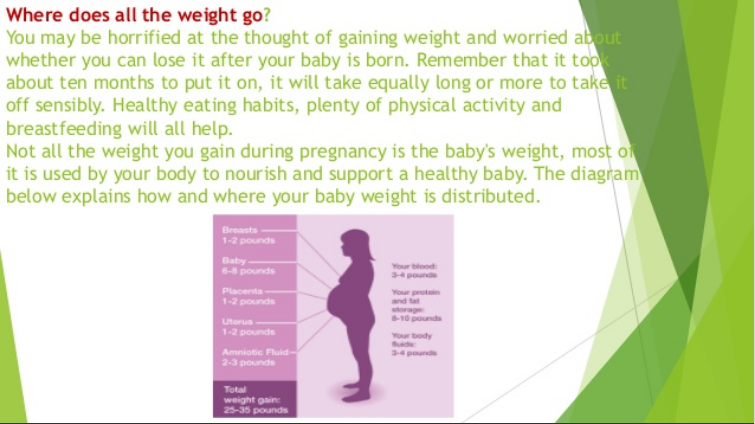 Where does all the weight go?
You may be horrified at the thought of gaining weight and worried about
whether you can lose it after your baby is born. Remember that it took
about ten months to put it on, it will take equally long or more to take it
off sensibly. Healthy eating habits, plenty of physical activity and
breastfeeding will all help.
Not all the weight you gain during pregnancy is the baby's weight, most of
it is used by your body to nourish and support a healthy baby. The diagram
below explains how and where your baby weight is distributed.
Breasts
1-2 pounds
Baby
6-8 pounds
Placenta
1-2 pounds
Uterus
1-2 pounds
Amniotic Fluid
2-3 pounds
Total
weight gain:
25-35 pounds
Your blood:
3-4 pounds
Your protein
and fat
storage:
8-10 pounds
Your body
fluids:
3-4 pounds